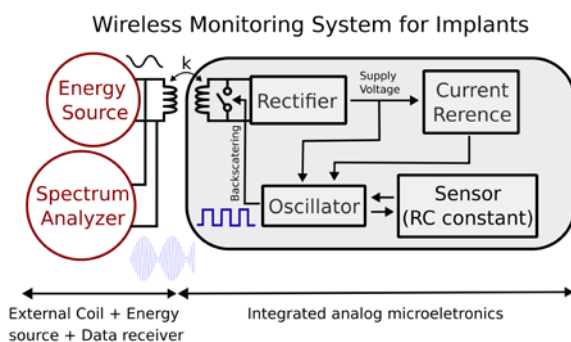 Wireless Monitoring System for Implants
Energy
Source
k
Rectifier
Supply
Voltage
Current
Rerence
Backscatering
Spectrum
Analyzer
Oscillator
Sensor
(RC constant)
External Coil + Energy
source + Data receiver
Integrated analog microeletronics